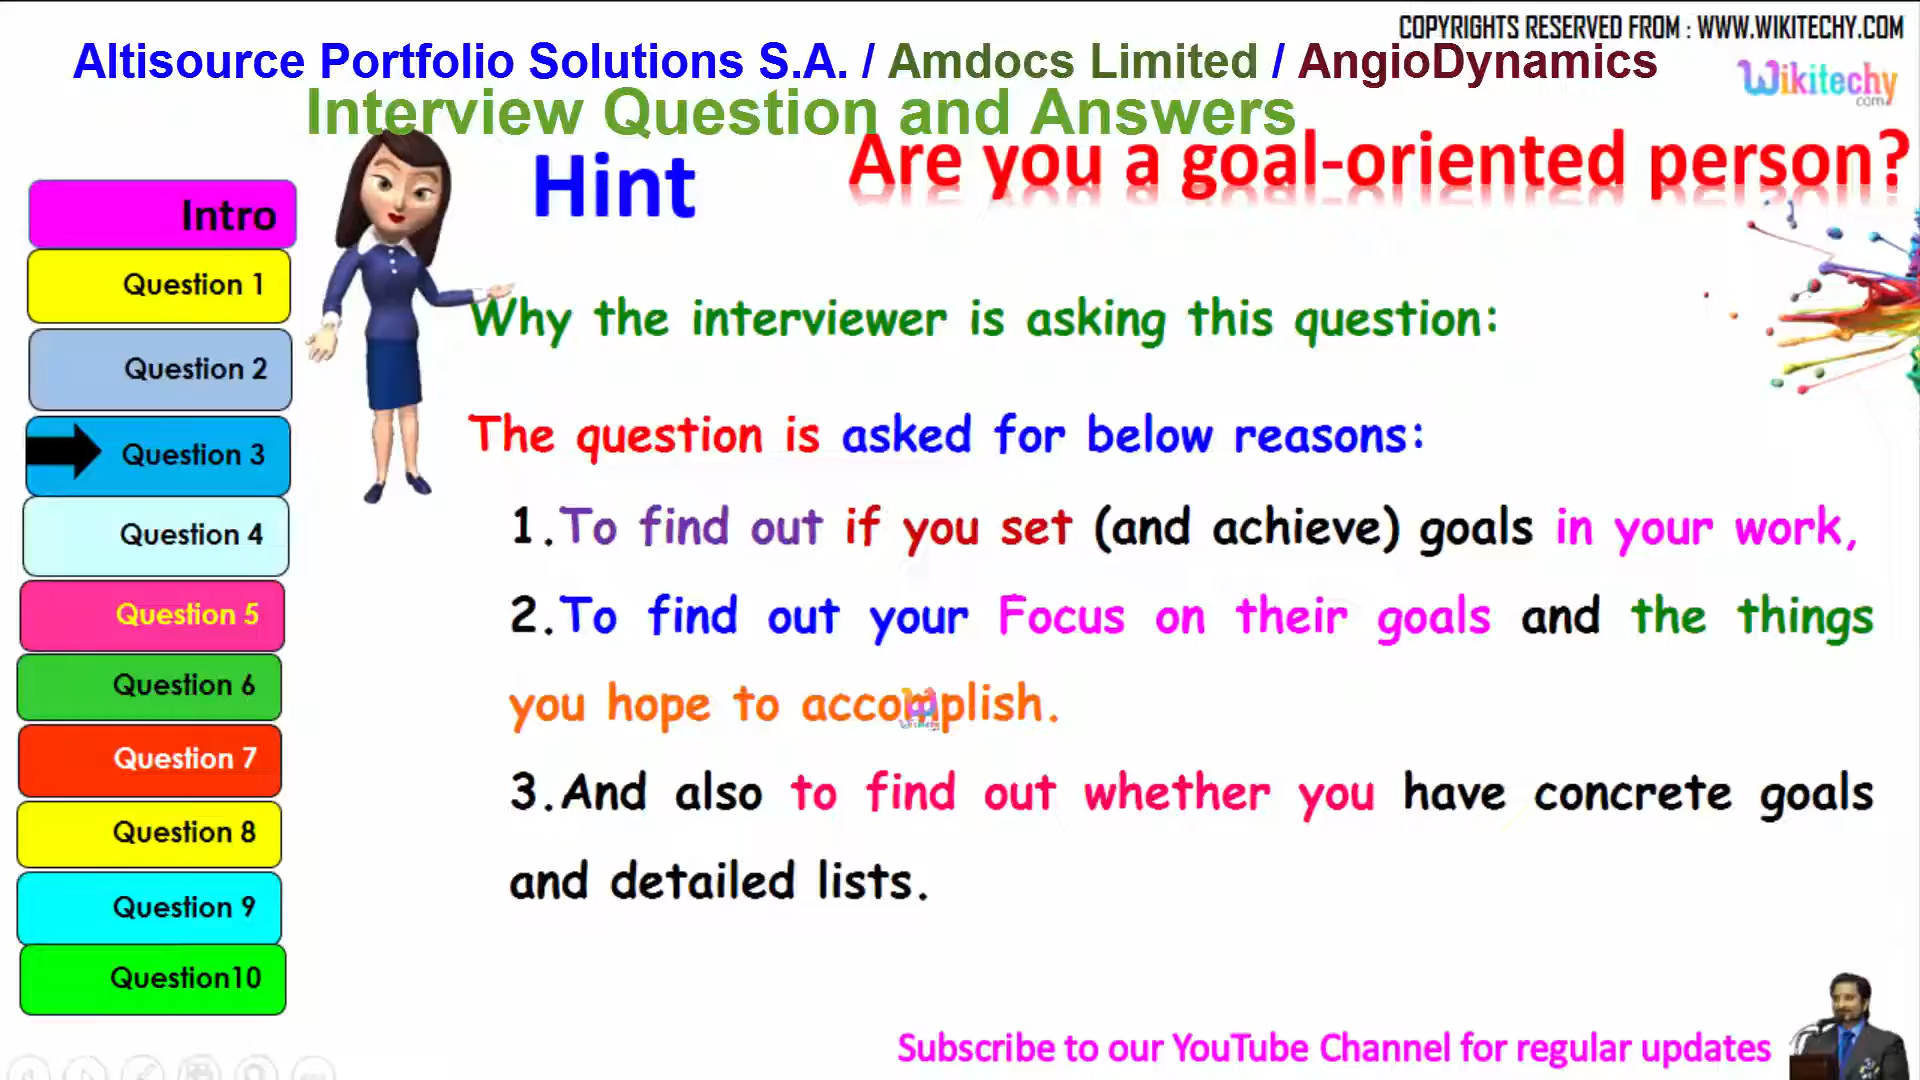 COPYRIGHTS RESERVED FROM : WWW.WIKITECHY.COM
Altisource Portfolio Solutions S.A. / Amdocs Limited / AngioDynamics
Wikitechy
.com
Interview Question and Answers
Hint
Are you a goal-oriented person?
Intro
Question 1
Question 2
Question 3
Question 4
Question 5
Question 6
Question 7
Question 8
Question 9
Question10
Why the interviewer is asking this question:
The question is asked for below reasons:
1.To find out if you set (and achieve) goals in your work,
2.To find out your Focus on their goals and the things
you hope to accomplish.
3.And also to find out whether you have concrete goals
and detailed lists.
Subscribe to our YouTube Channel for regular updates